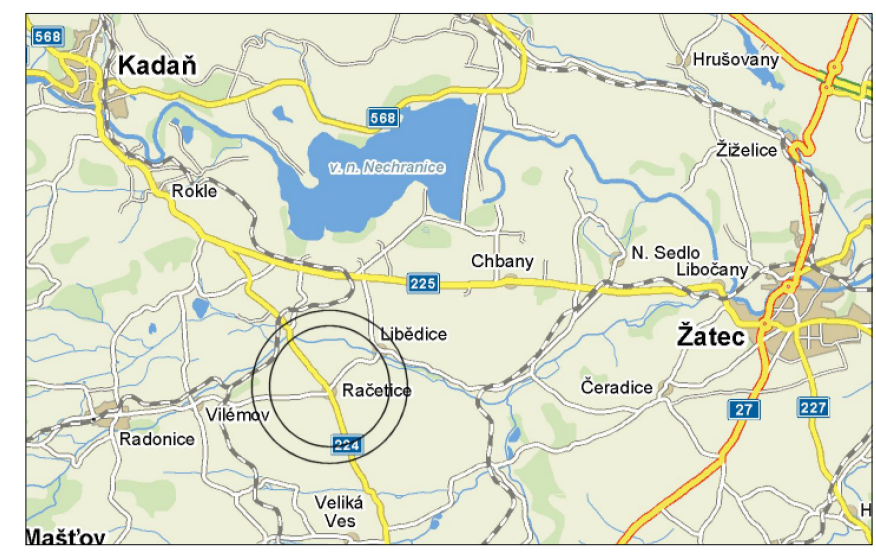 568
Kadaň
Hrušovany
568
Žiželice
v. n. Nechranice
Rokle
N. Sedlo
Chbany
Libočany
225
Libědice
Žatec
Račetice
Čeradice
Vilémov
27
227
Radonice
224
Veliká
Ves
H
Mašťov